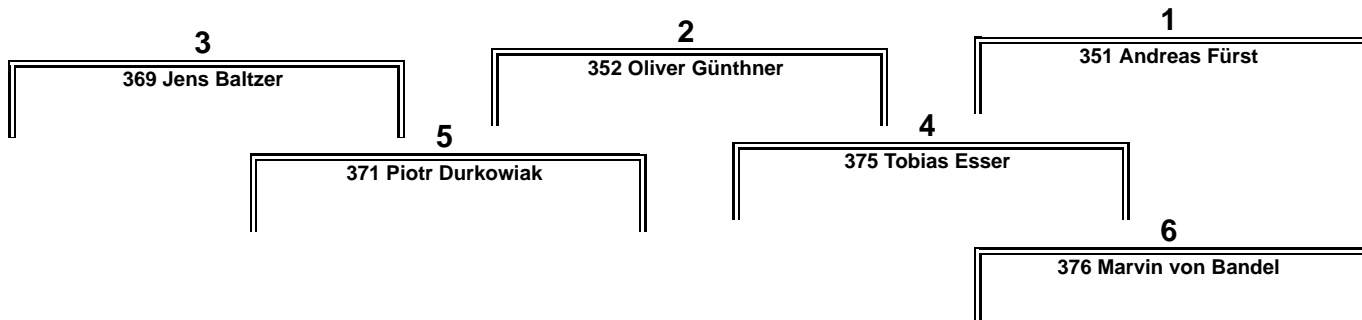 3
369 Jens Baltzer
2
352 Oliver Günthner
1
351 Andreas Fürst
5
371 Piotr Durkowiak
4
375 Tobias Esser
6
376 Marvin von Bandel